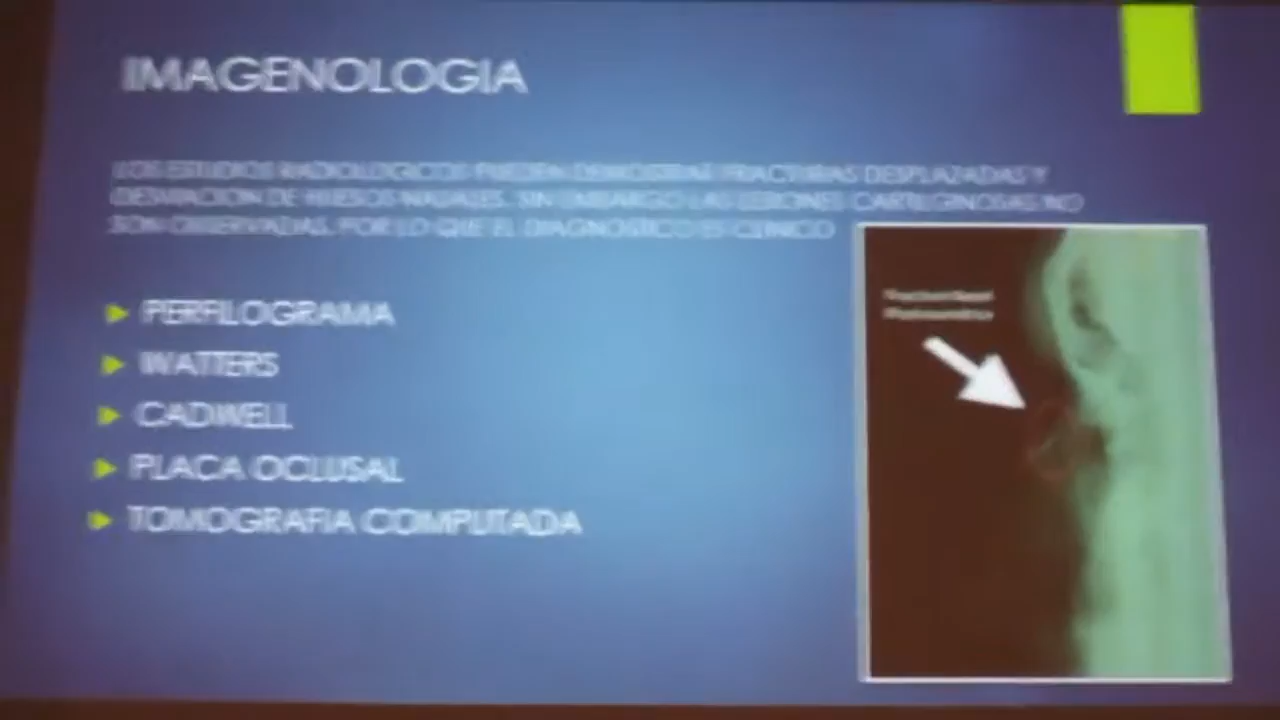 IMAGENOLOGIA
LOS ESTUDIOS RADIOLOGICOS PUEDEN DEMOSTRAR FRACTURAS DESPLAZADAS Y
DESVIACION DE HUESOS NASALES, SIN EMBARGO LAS LESIONES CARTILGINOSAS NO
SON OBSERVADAS, POR LO QUE EL DIAGNOSTICO ES CLINICO
PERFILOGRAMA
WATTERS
CADWELL
PLACA OCLUSAL
TOMOGRAFIA COMPUTADA